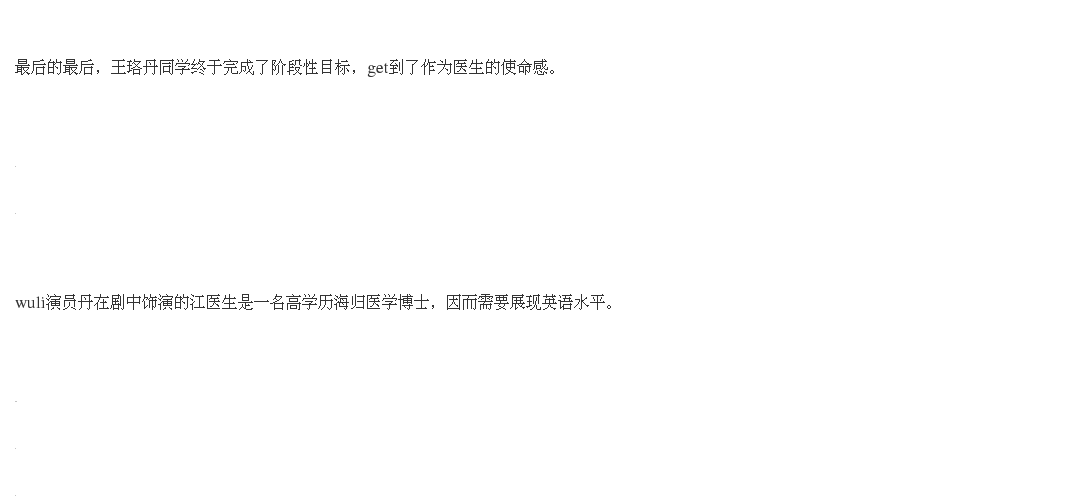 最后的最后，王珞丹同学终于完成了阶段性目标，get到了作为医生的使命感。
wuli演员丹在剧中饰演的江医生是一名高学历海归医学博士，因而需要展现英语水平。